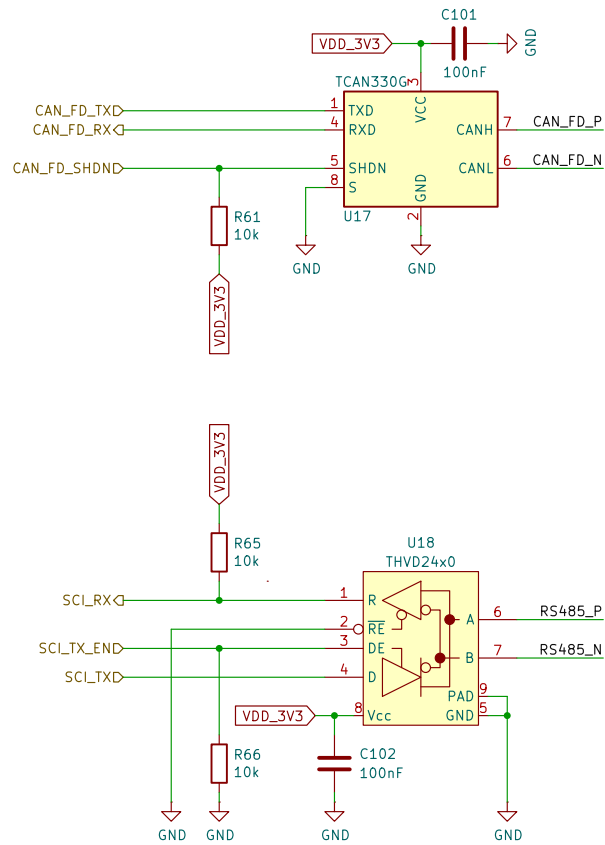 C101
VDD_3V3
GND
100nF
TCAN330G
3
VCC
CAN_FD_TX
1
TXD
CAN_FD_RX
4
RXD
CANH
7
CAN_FD_P
CAN_FD_SHDN
5
SHDN
CANL
6
CAN_FD_N
8
S
GND
2
U17
R61
10k
GND
GND
VDD_3V3
VDD_3V3
R65
10k
U18
THVD24x0
SCI_RX
1
R
A
6
RS485_P
2
RE
SCI_TX_EN
3
DE
B
7
RS485_N
SCI_TX
4
D
PAD
9
VDD_3V3
8
Vcc
GND
5
R66
10k
C102
100nF
GND
GND
GND
GND